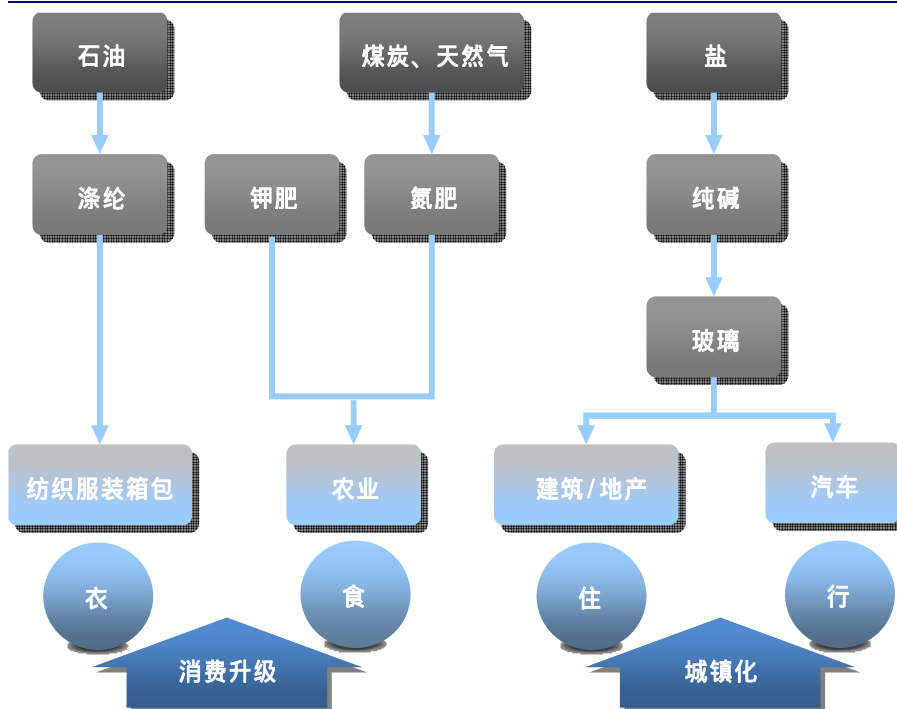 石油
煤炭、天然气
盐
涤纶
钾肥
氮肥
纯碱
玻璃
纺织服装箱包
农业
建筑/地产
汽车
衣
食
住
行
消费升级
城镇化